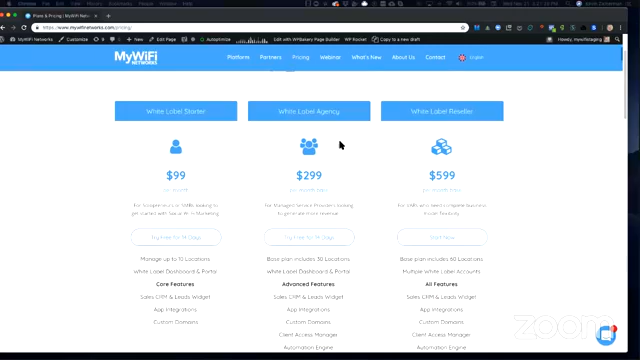 Plans & Pricing | MyWiFi Networks
https://www.mywifinetworks.com/pricing/
MyWiFi Networks Customize 0 New Edit Page Autoptimize Edit with WPBakery Page Builder WP Rocket Copy to a new draft Howdy, mywifistaging
MyWiFi
NETWORKS
Platform Partners Pricing Webinar What's New About Us Contact English
White Label Starter White Label Agency White Label Reseller
$99 $299 $599
Try Free for 14 Days Try Free for 14 Days Start Now
Manage up to 10 Locations Base plan includes 30 Locations Base plan includes 60 Locations
White Label Dashboard & Portal White Label Dashboard & Portal Multiple White Label Accounts
Core Features Advanced Features All Features
Sales CRM & Leads Widget Sales CRM & Leads Widget Sales CRM & Leads Widget
App Integrations App Integrations App Integrations
Custom Domains Custom Domains Custom Domains
Client Access Manager Client Access Manager
Automation Engine Automation Engine
zoom